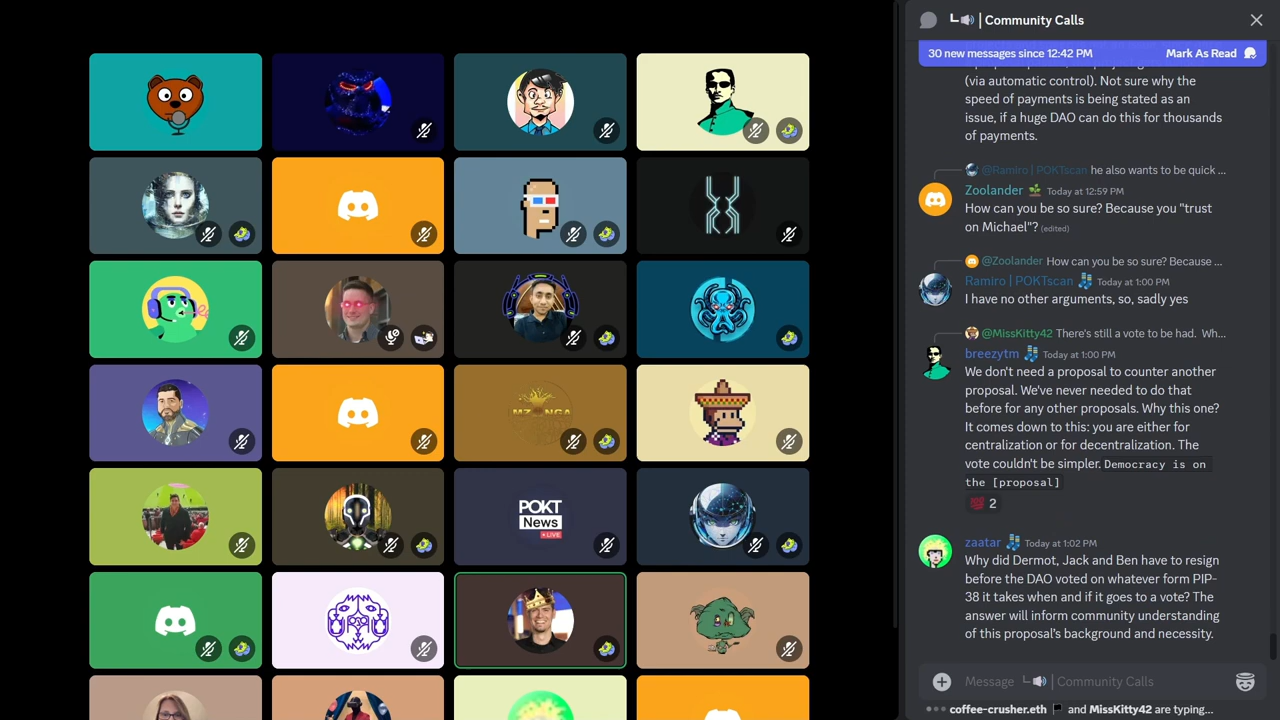 Community Calls
30 new messages since 12:42 PM
Mark As Read
(via automatic control). Not sure why the
speed of payments is being stated as an
issue, if a huge DAO can do this for thousands
of payments.
@Ramiro | POKTscan he also wants to be quick ...
Zoolander Today at 12:59 PM
How can you be so sure? Because you "trust
on Michael"? (edited)
@Zoolander How can you be so sure? Because ...
Ramiro | POKTscan Today at 1:00 PM
I have no other arguments, so, sadly yes
@MissKitty42 There's still a vote to be had. Wh...
breezytm Today at 1:00 PM
We don't need a proposal to counter another
proposal. We've never needed to do that
before for any other proposals. Why this one?
It comes down to this: you are either for
centralization or for decentralization. The
vote couldn't be simpler. Democracy is on
the [proposal]
💯 2
zaatar Today at 1:02 PM
Why did Dermot, Jack and Ben have to resign
before the DAO voted on whatever form PIP-
38 it takes when and if it goes to a vote? The
answer will inform community understanding
of this proposal's background and necessity.
Message Community Calls
coffee-crusher.eth and MissKitty42 are typing...
MZONGA
POKT
News
LIVE